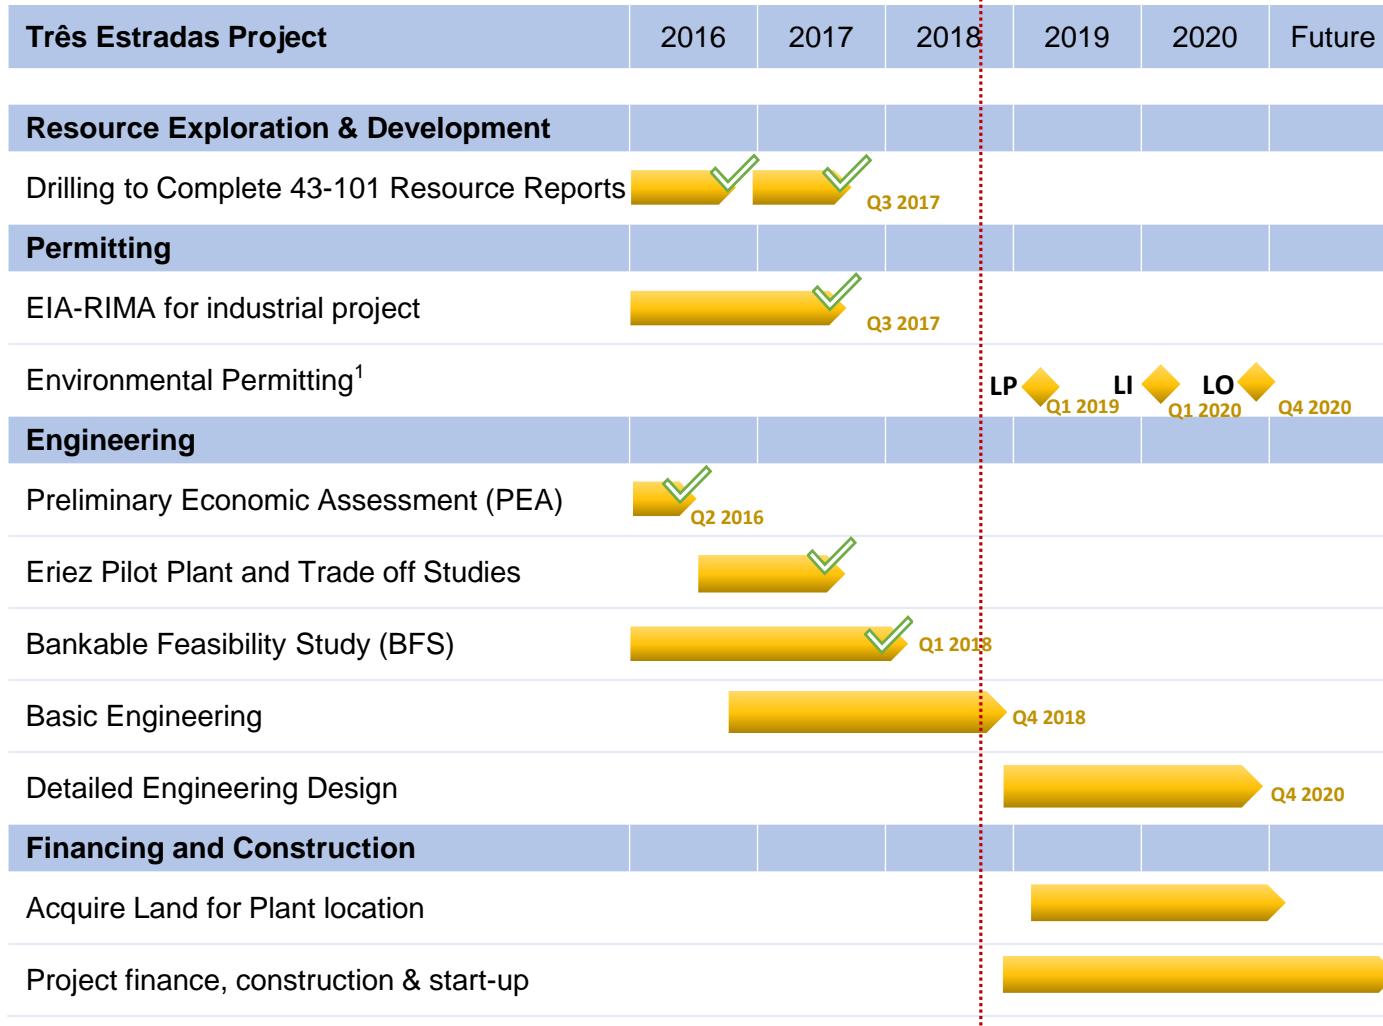 Três Estradas Project 2016 2017 2018 2019 2020 Future
Resource Exploration & Development
Drilling to Complete 43-101 Resource Reports Q3 2017
Permitting
EIA-RIMA for industrial project Q3 2017
Environmental Permitting1 LP Q1 2019 LI Q1 2020 LO Q4 2020
Engineering
Preliminary Economic Assessment (PEA) Q2 2016
Eriez Pilot Plant and Trade off Studies
Bankable Feasibility Study (BFS) Q1 2018
Basic Engineering Q4 2018
Detailed Engineering Design Q4 2020
Financing and Construction
Acquire Land for Plant location
Project finance, construction & start-up